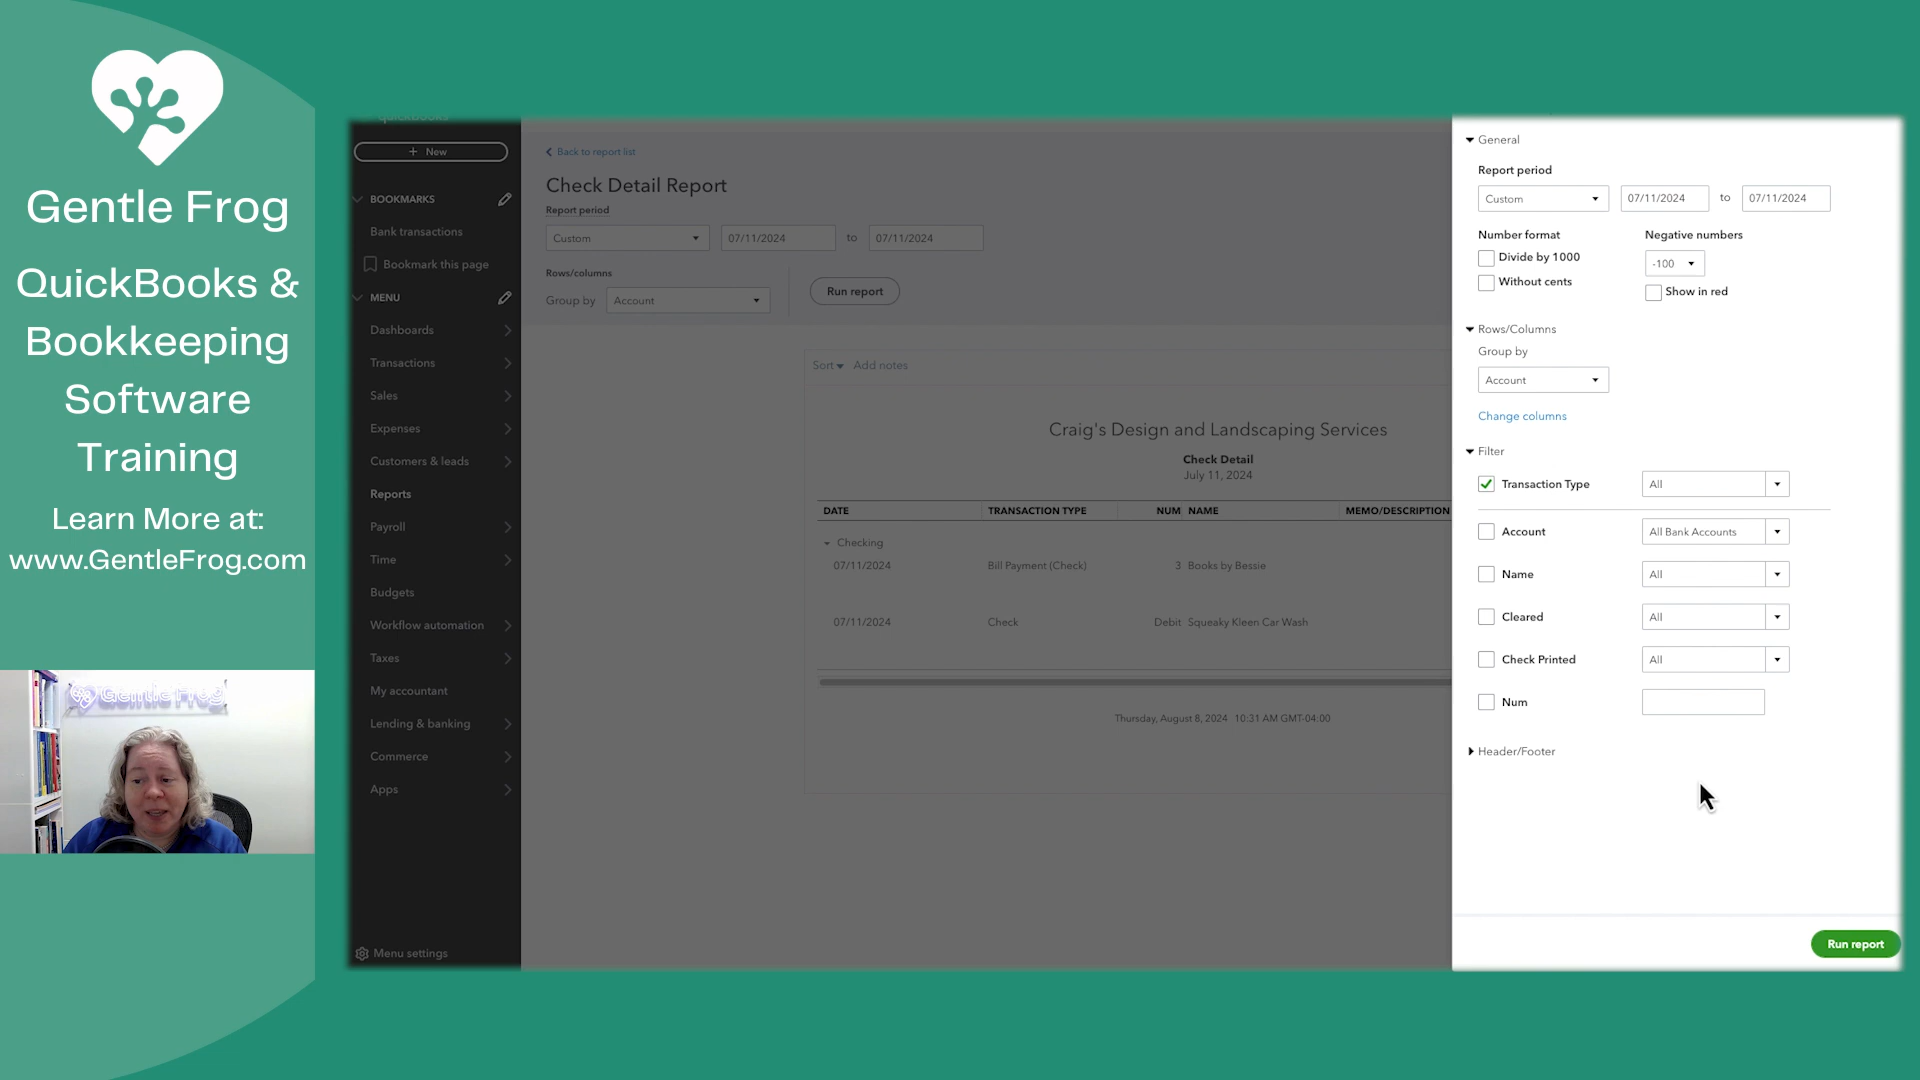 Gentle Frog
QuickBooks &
Bookkeeping
Software
Training
Learn More at:
www.GentleFrog.com
Gentle Frog
quickbooks
+ New
BOOKMARKS
Bank transactions
Bookmark this page
MENU
Dashboards
Transactions
Sales
Expenses
Customers & leads
Reports
Payroll
Time
Budgets
Workflow automation
Taxes
My accountant
Lending & banking
Commerce
Apps
Menu settings
Back to report list
Check Detail Report
Report period
Custom 07/11/2024 to 07/11/2024
Rows/columns
Group by Account Run report
Sort Add notes
Craig's Design and Landscaping Services
Check Detail
July 11, 2024
DATE TRANSACTION TYPE NUM NAME MEMO/DESCRIPTION
Checking
07/11/2024 Bill Payment (Check) 3 Books by Bessie
07/11/2024 Check Debit Squeaky Kleen Car Wash
Thursday, August 8, 2024 10:31 AM GMT-04:00
General
Report period
Custom 07/11/2024 to 07/11/2024
Number format Negative numbers
Divide by 1000 -100
Without cents Show in red
Rows/Columns
Group by
Account
Change columns
Filter
Transaction Type All
Account All Bank Accounts
Name All
Cleared All
Check Printed All
Num
Header/Footer
Run report